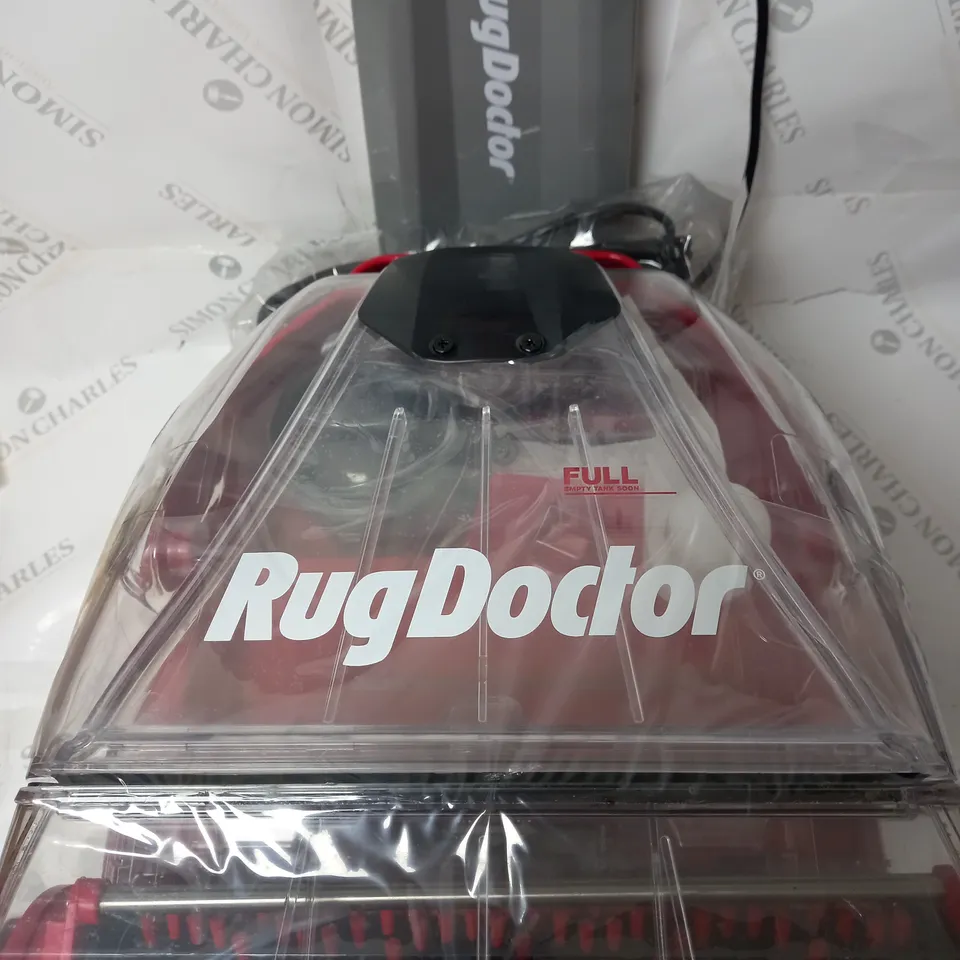 RugDoctor
FULL
EMPTY TANK SOON
RugDoctor®
SIMON CHARLES
SIMON CHARLES
SIMON CHARLES
SIMON CHARLES